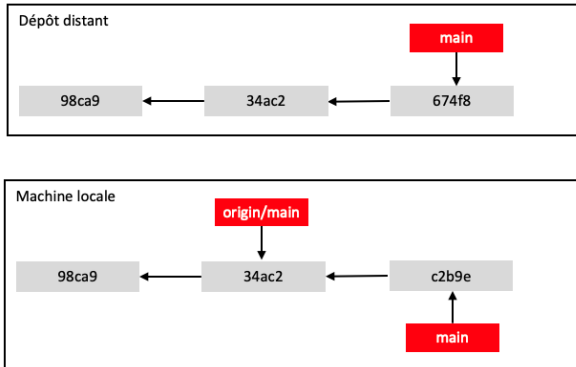 Dépôt distant
main
98ca9
34ac2
674f8
Machine locale
origin/main
98ca9
34ac2
c2b9e
main